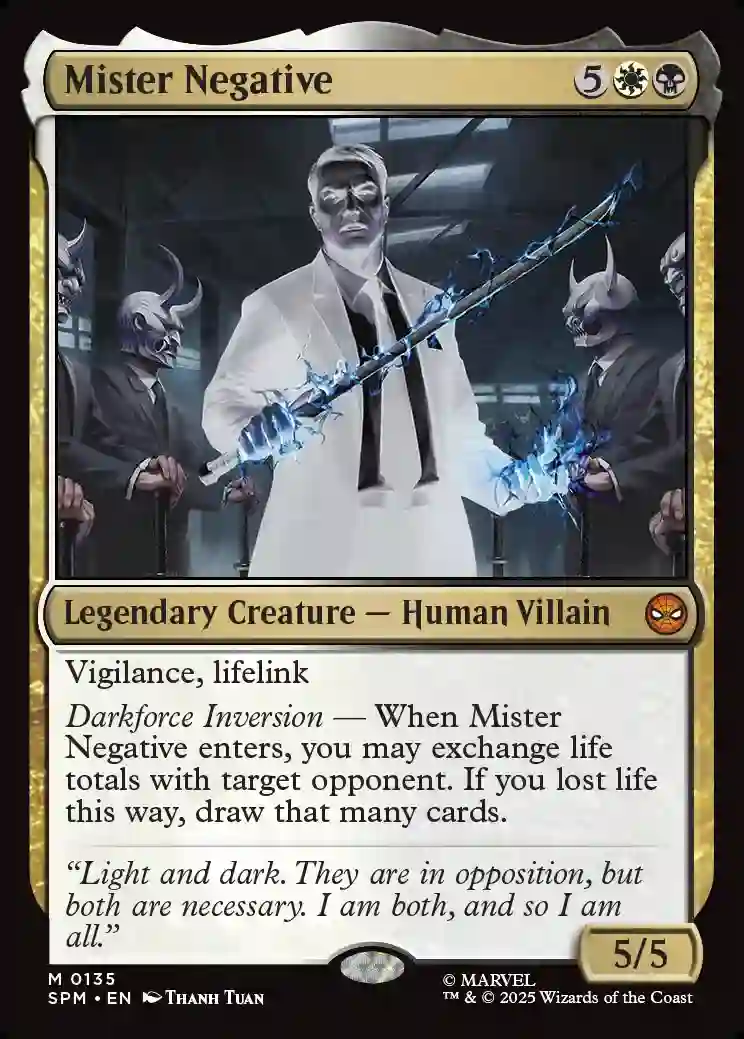 Mister Negative 5
Legendary Creature — Human Villain
Vigilance, lifelink
Darkforce Inversion — When Mister
Negative enters, you may exchange life
totals with target opponent. If you lost life
this way, draw that many cards.
“Light and dark. They are in opposition, but
both are necessary. I am both, and so I am
all.”
5/5
M 0135
SPM • EN THANH TUAN
© MARVEL
™ & © 2025 Wizards of the Coast